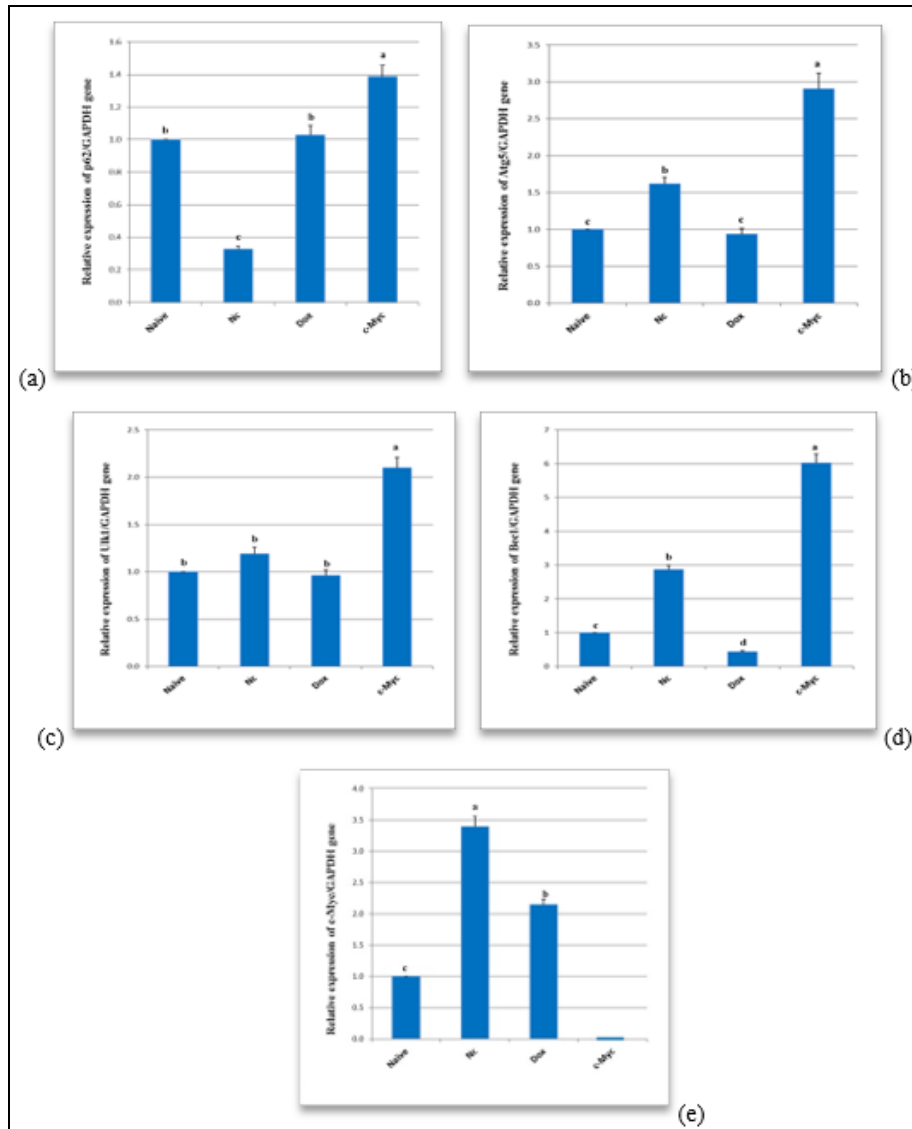 Relative expression of p62/GAPDH gene
1.6
1.4
1.2
1.0
0.8
0.6
0.4
0.2
0.0
b
c
b
a
Naive
Nc
Dox
c-Myc
(a)
Relative expression of Atg5/GAPDH gene
3.5
3.0
2.5
2.0
1.5
1.0
0.5
0.0
c
b
c
a
Naive
Nc
Dox
c-Myc
(b)
Relative expression of Ulk1/GAPDH gene
2.5
2.0
1.5
1.0
0.5
0.0
b
b
b
a
Naive
Nc
Dox
c-Myc
(c)
Relative expression of Bec1/GAPDH gene
7
6
5
4
3
2
1
0
c
b
d
a
Naive
Nc
Dox
c-Myc
(d)
Relative expression of c-Myc/GAPDH gene
4.0
3.5
3.0
2.5
2.0
1.5
1.0
0.5
0.0
c
a
b
Naive
Nc
Dox
c-Myc
(e)